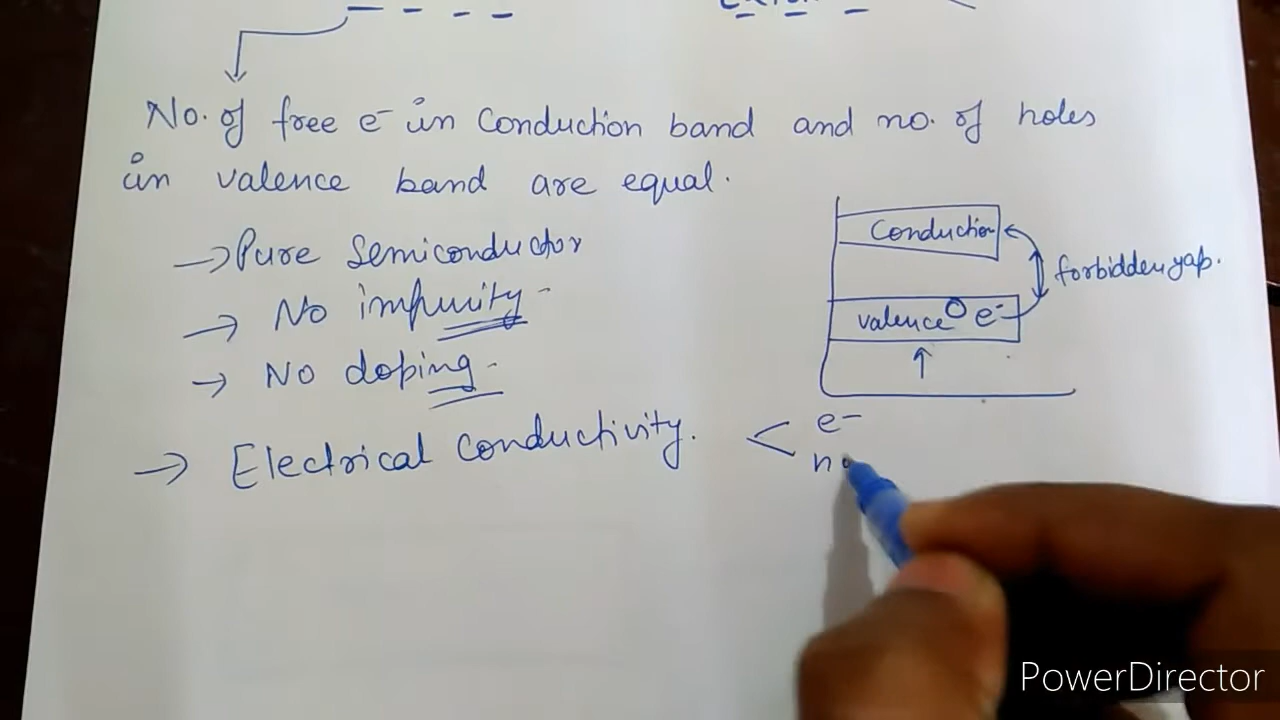 No. of free e⁻ in Conduction band and no. of holes
in valence band are equal.
→ Pure Semiconductor
→ No impurity -
→ No doping -
→ Electrical conductivity. < e⁻
Conduction
forbidden gap.
valence e⁻
PowerDirector